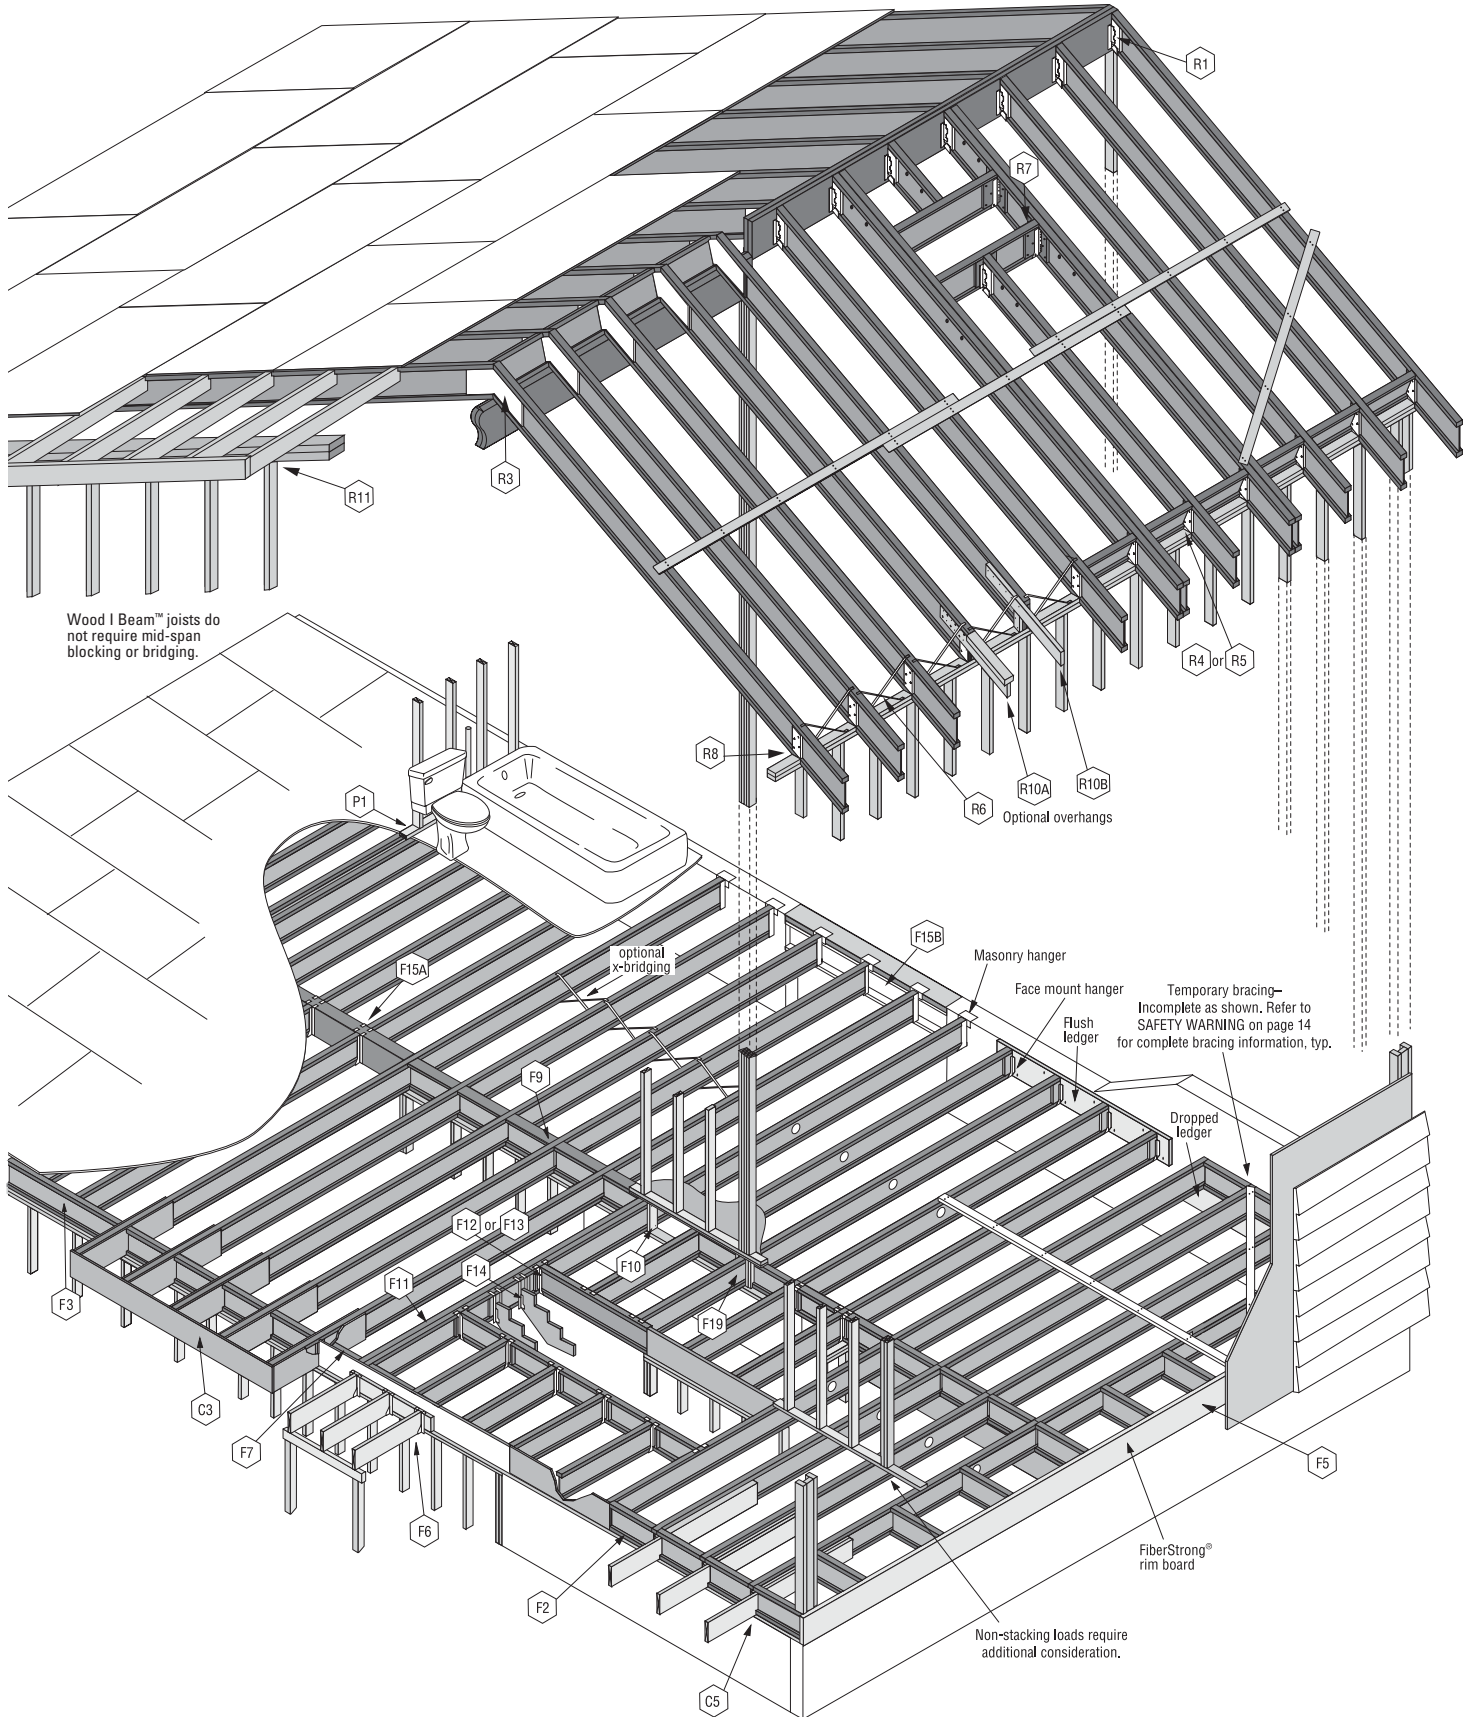 R1
R7
R3
R11
Wood I Beam™ joists do
not require mid-span
blocking or bridging.
R4 or R5
R8
R10A
R10B
R6
Optional overhangs
P1
F15B
optional
x-bridging
F15A
Masonry hanger
Face mount hanger
Flush
ledger
Temporary bracing–
Incomplete as shown. Refer to
SAFETY WARNING on page 14
for complete bracing information, typ.
F9
Dropped
ledger
F12 or F13
F10
F14
F11
F3
F19
C3
F7
F6
F5
FiberStrong®
rim board
F2
Non-stacking loads require
additional consideration.
C5